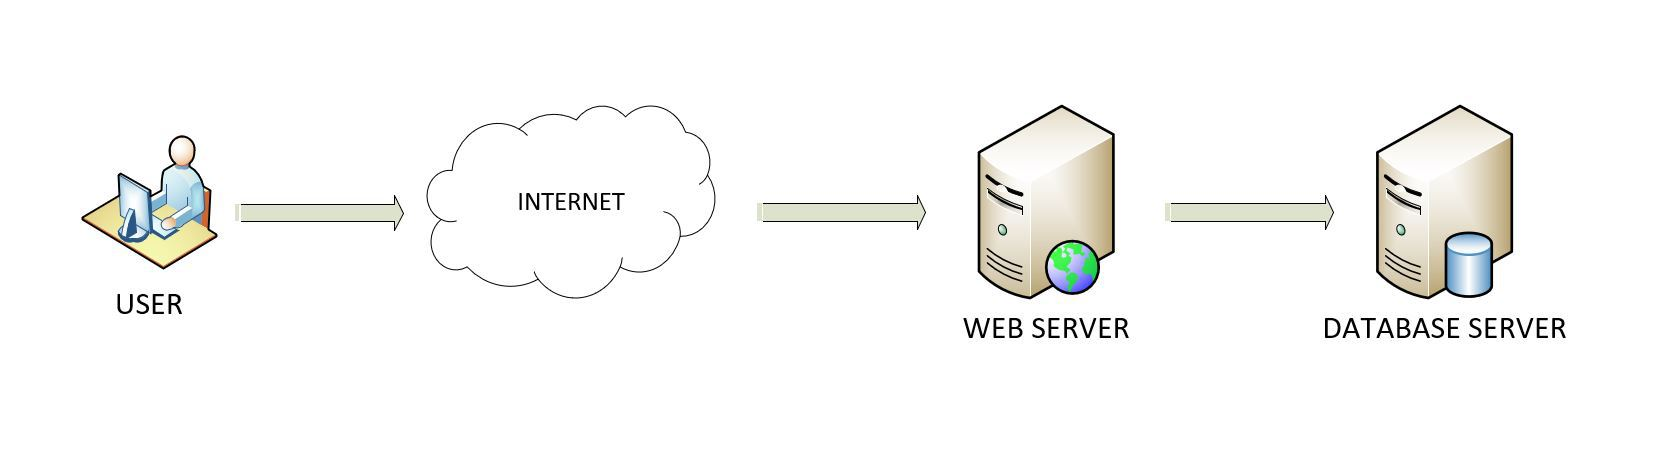 INTERNET
USER
WEB SERVER
DATABASE SERVER